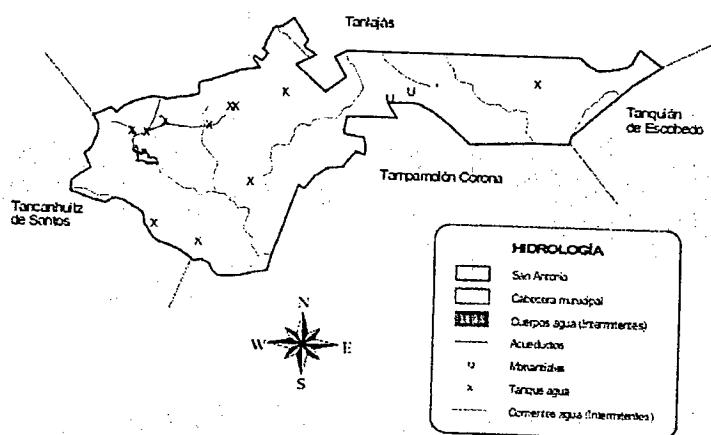 Tanlajás
Tanquián
de Escobedo
Tampamolón Corona
Tancanhuitz
de Santos
N
W E
S
HIDROLOGÍA
San Antonio
Cabecera municipal
Cuerpos agua (Intermitentes)
Acueductos
Manantiales
Tanque agua
Corrientes agua (Intermitentes)